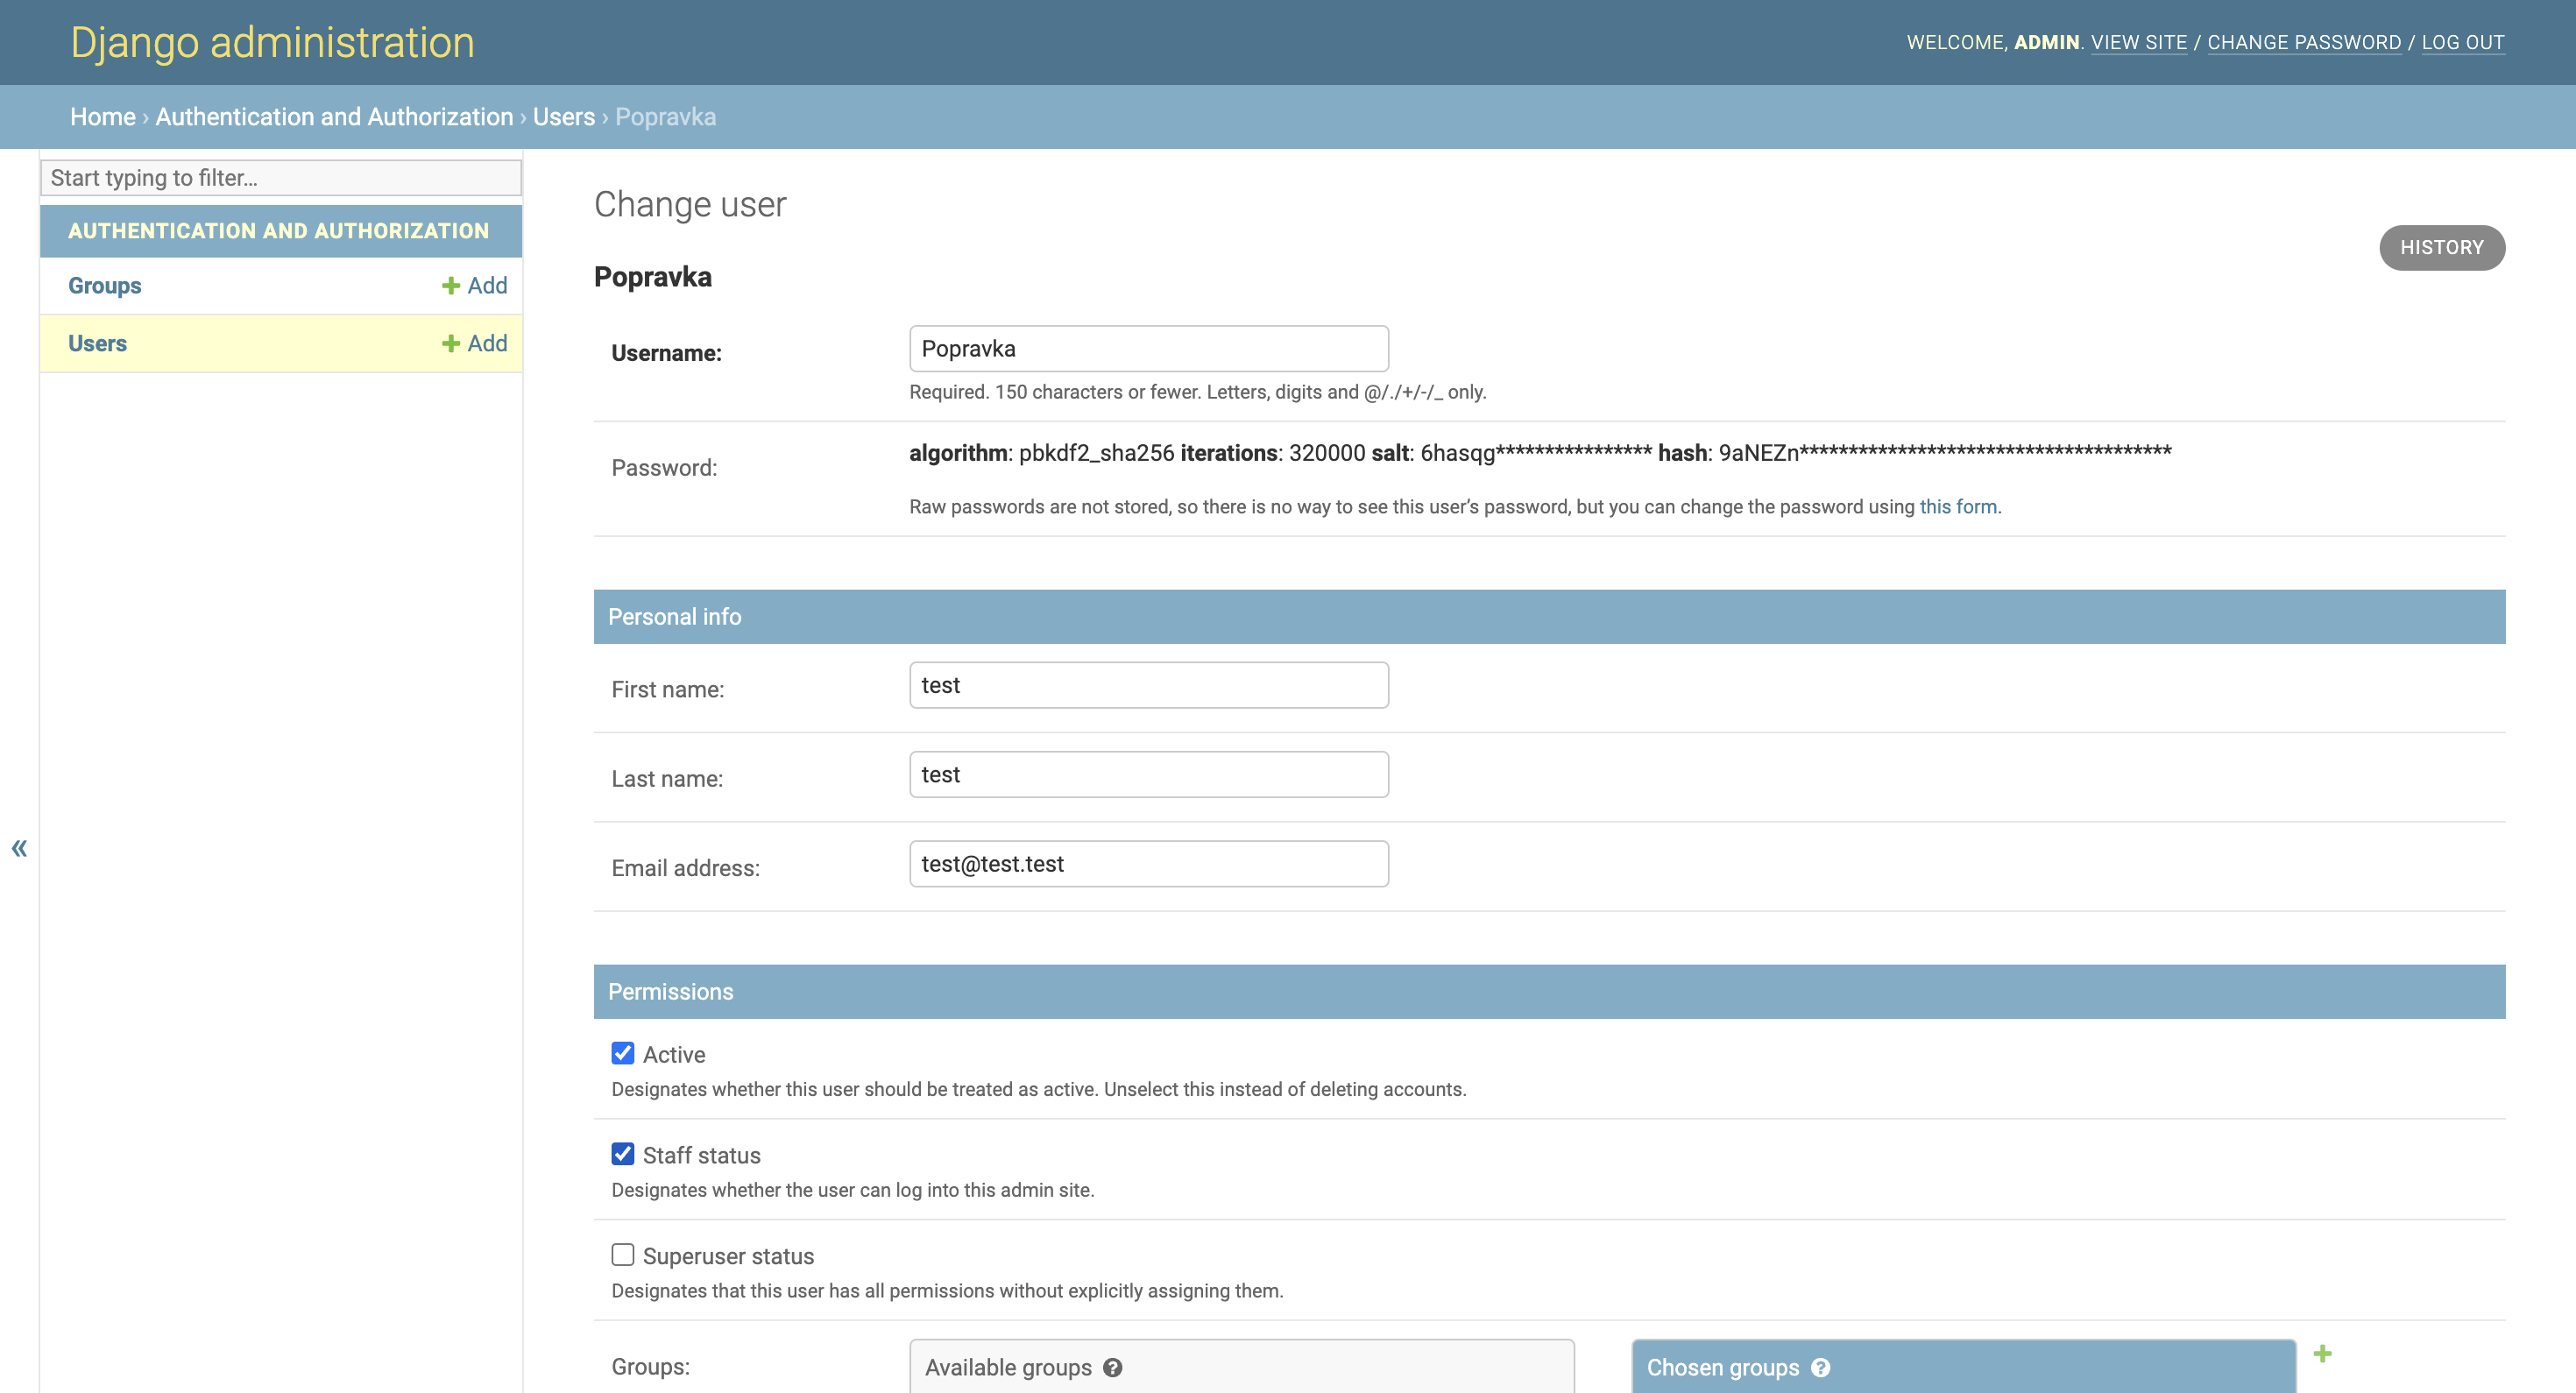 Django administration
WELCOME, ADMIN. VIEW SITE / CHANGE PASSWORD / LOG OUT
Home › Authentication and Authorization › Users › Popravka
Start typing to filter...
AUTHENTICATION AND AUTHORIZATION
Groups
+ Add
Users
+ Add
«
Change user
HISTORY
Popravka
Username:
Popravka
Required. 150 characters or fewer. Letters, digits and @/./+/-/_ only.
Password:
algorithm: pbkdf2_sha256 iterations: 320000 salt: 6hasqg**************** hash: 9aNEZn**************************************
Raw passwords are not stored, so there is no way to see this user’s password, but you can change the password using this form.
Personal info
First name:
test
Last name:
test
Email address:
test@test.test
Permissions
Active
Designates whether this user should be treated as active. Unselect this instead of deleting accounts.
Staff status
Designates whether the user can log into this admin site.
Superuser status
Designates that this user has all permissions without explicitly assigning them.
Groups:
Available groups ?
Chosen groups ?
+